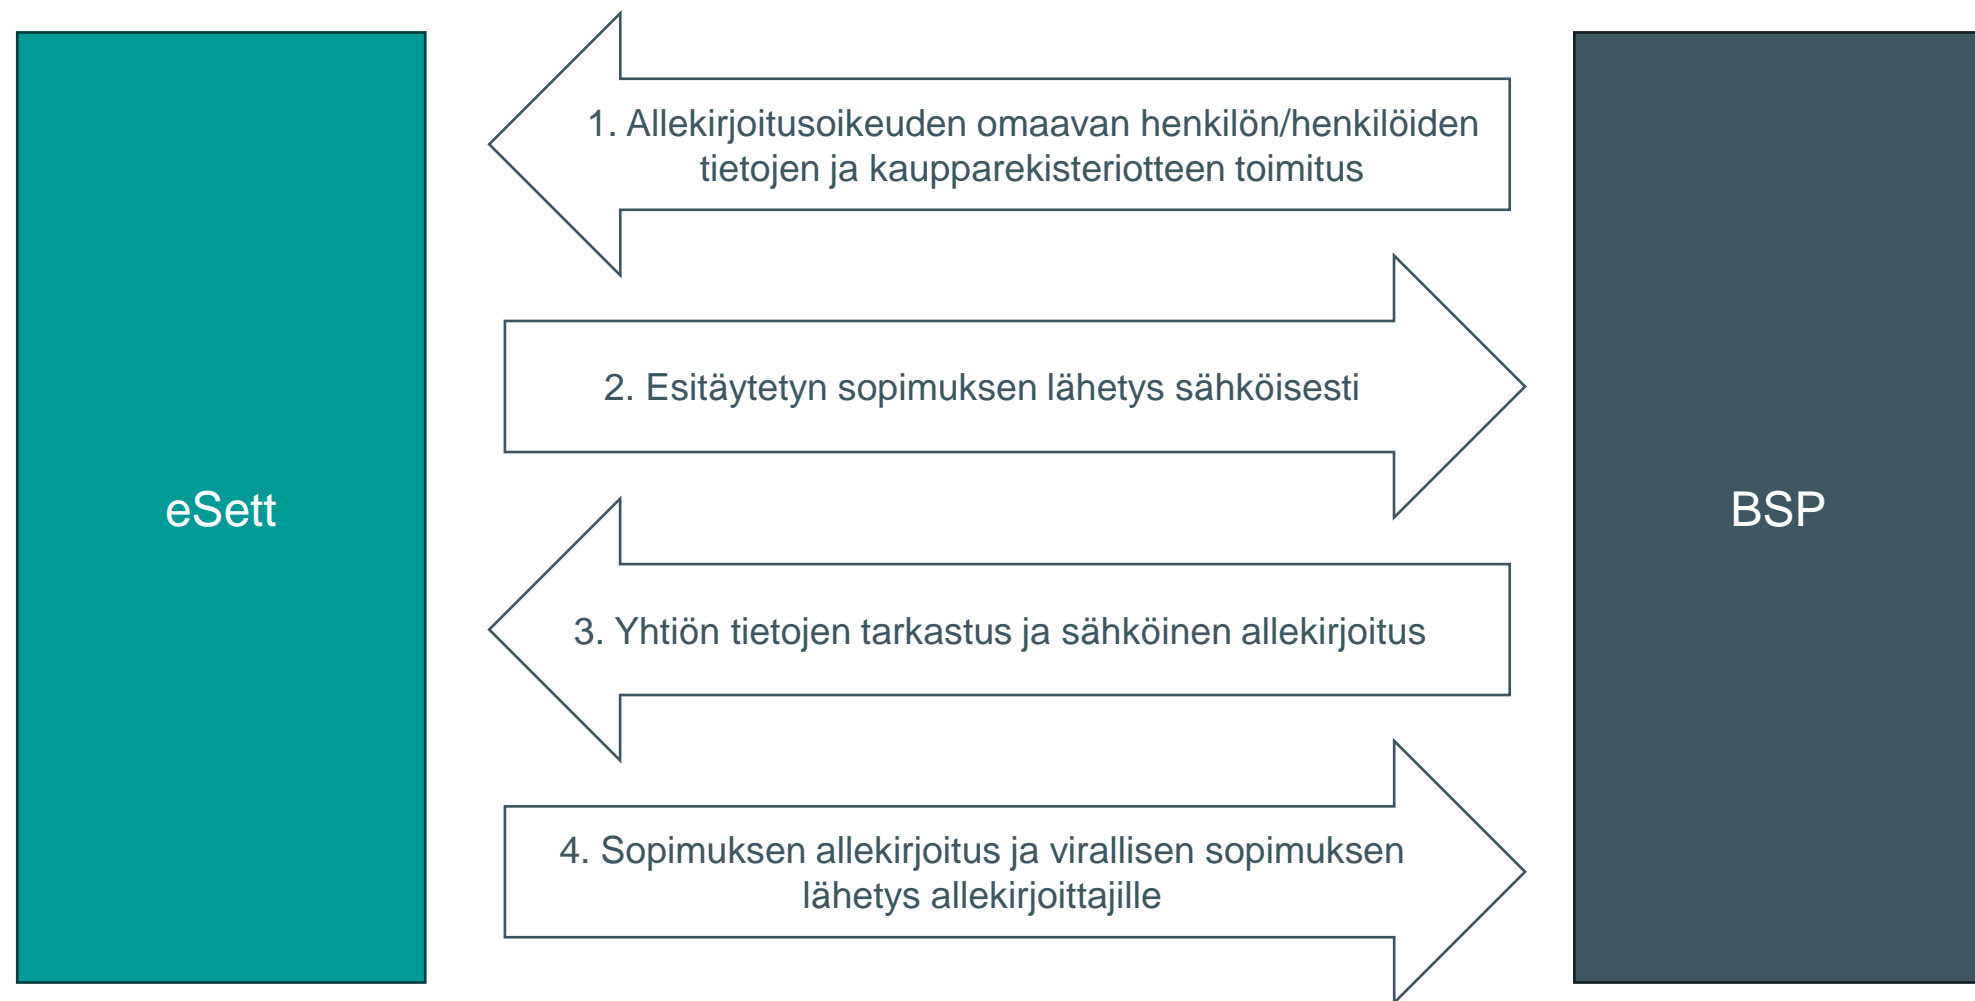 1. Allekirjoitusoikeuden omaavan henkilön/henkilöiden
tietojen ja kaupparekisteriotteen toimitus
2. Esitäytetyn sopimuksen lähetys sähköisesti
eSett
BSP
3. Yhtiön tietojen tarkastus ja sähköinen allekirjoitus
4. Sopimuksen allekirjoitus ja virallisen sopimuksen
lähetys allekirjoittajille